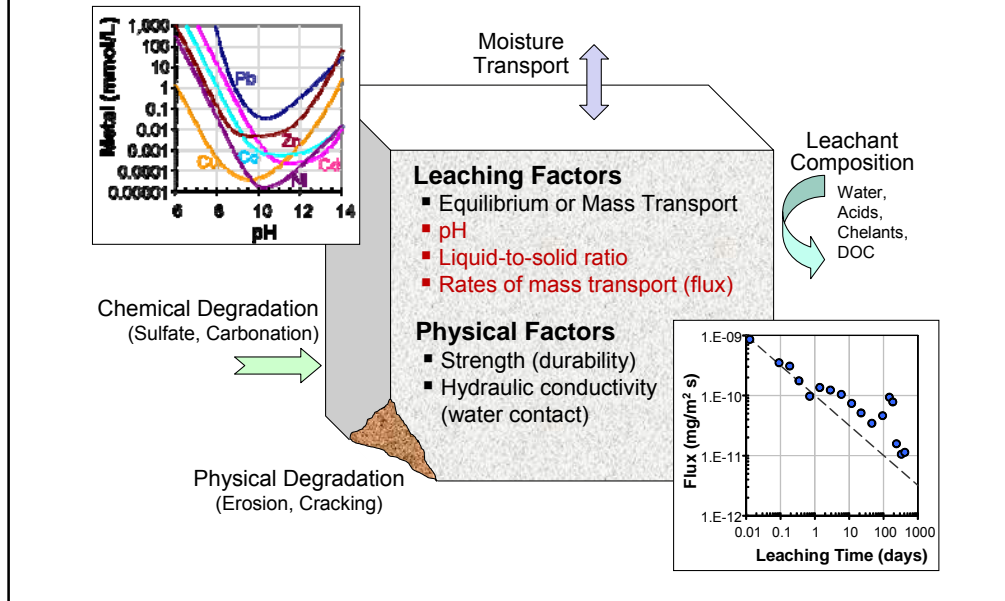 1,000
100
10
1
0.1
0.01
0.001
0.0001
0.00001
Metal (mmol/L)
Pb
Zn
Cu
Co
Cd
Ni
6
8
10
12
14
pH
Moisture
Transport
Leachant
Composition
Water,
Acids,
Chelants,
DOC
Leaching Factors
▪ Equilibrium or Mass Transport
▪ pH
▪ Liquid-to-solid ratio
▪ Rates of mass transport (flux)
Physical Factors
▪ Strength (durability)
▪ Hydraulic conductivity
(water contact)
Chemical Degradation
(Sulfate, Carbonation)
Physical Degradation
(Erosion, Cracking)
1.E-09
1.E-10
1.E-11
1.E-12
Flux (mg/m² s)
0.01
0.1
1
10
100
1000
Leaching Time (days)